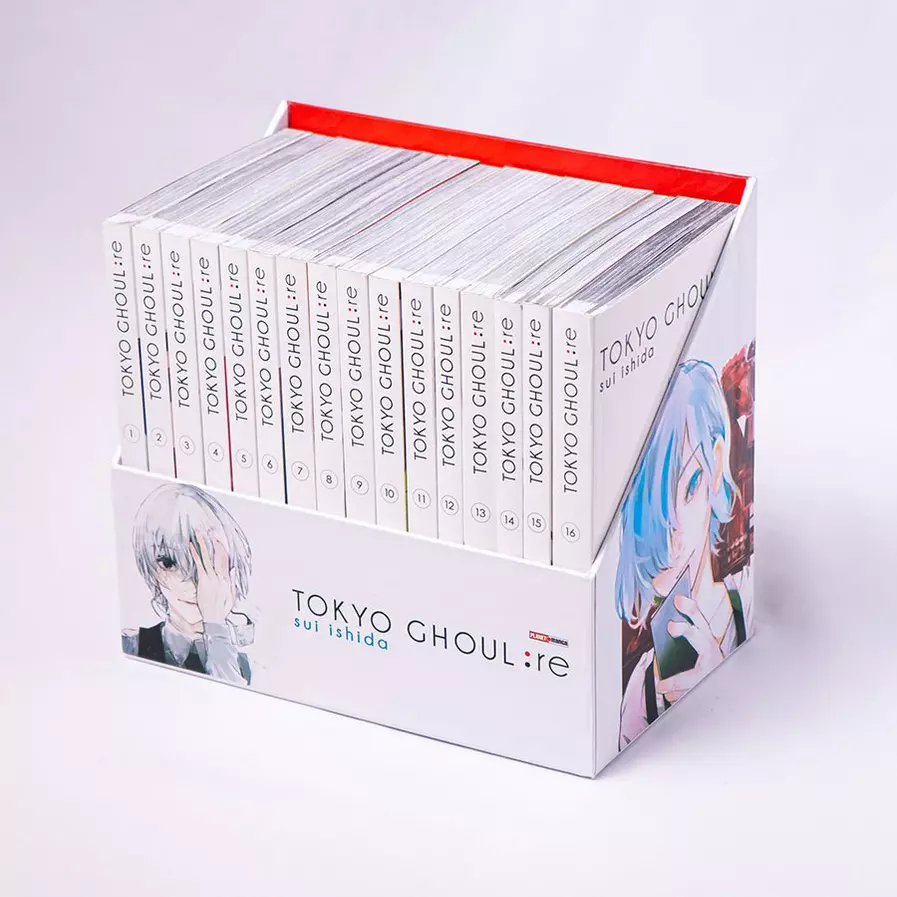 TOKYO GHOUL:re 1
TOKYO GHOUL:re 2
TOKYO GHOUL:re 3
TOKYO GHOUL:re 4
TOKYO GHOUL:re 5
TOKYO GHOUL:re 6
TOKYO GHOUL:re 7
TOKYO GHOUL:re 8
TOKYO GHOUL:re 9
TOKYO GHOUL:re 10
TOKYO GHOUL:re 11
TOKYO GHOUL:re 12
TOKYO GHOUL:re 13
TOKYO GHOUL:re 14
TOKYO GHOUL:re 15
TOKYO GHOUL:re 16
TOKYO GHOU
sui ishida
TOKYO GHOUL:re
sui ishida
PLANET MANGA